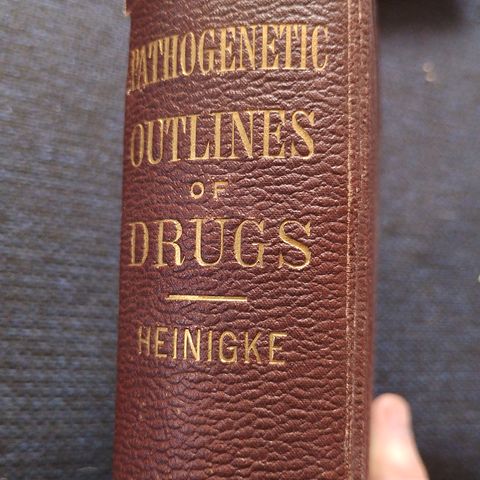 PATHOGENETIC
OUTLINES
OF
DRUGS
HEINIGKE